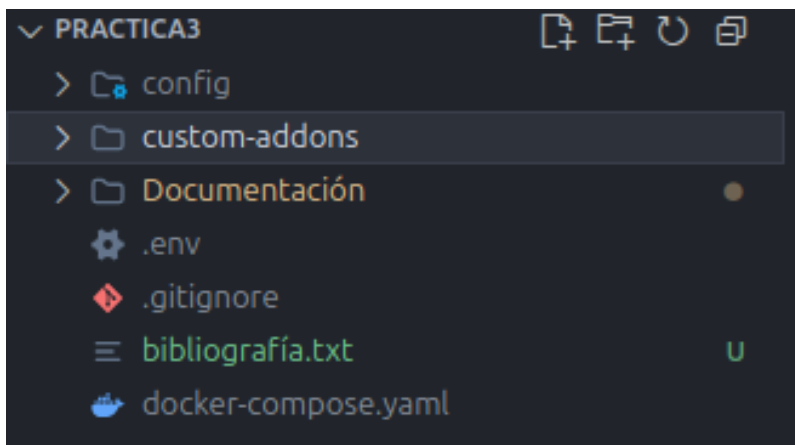 PRACTICA3
config
custom-addons
Documentación
.env
.gitignore
bibliografía.txt U
docker-compose.yaml